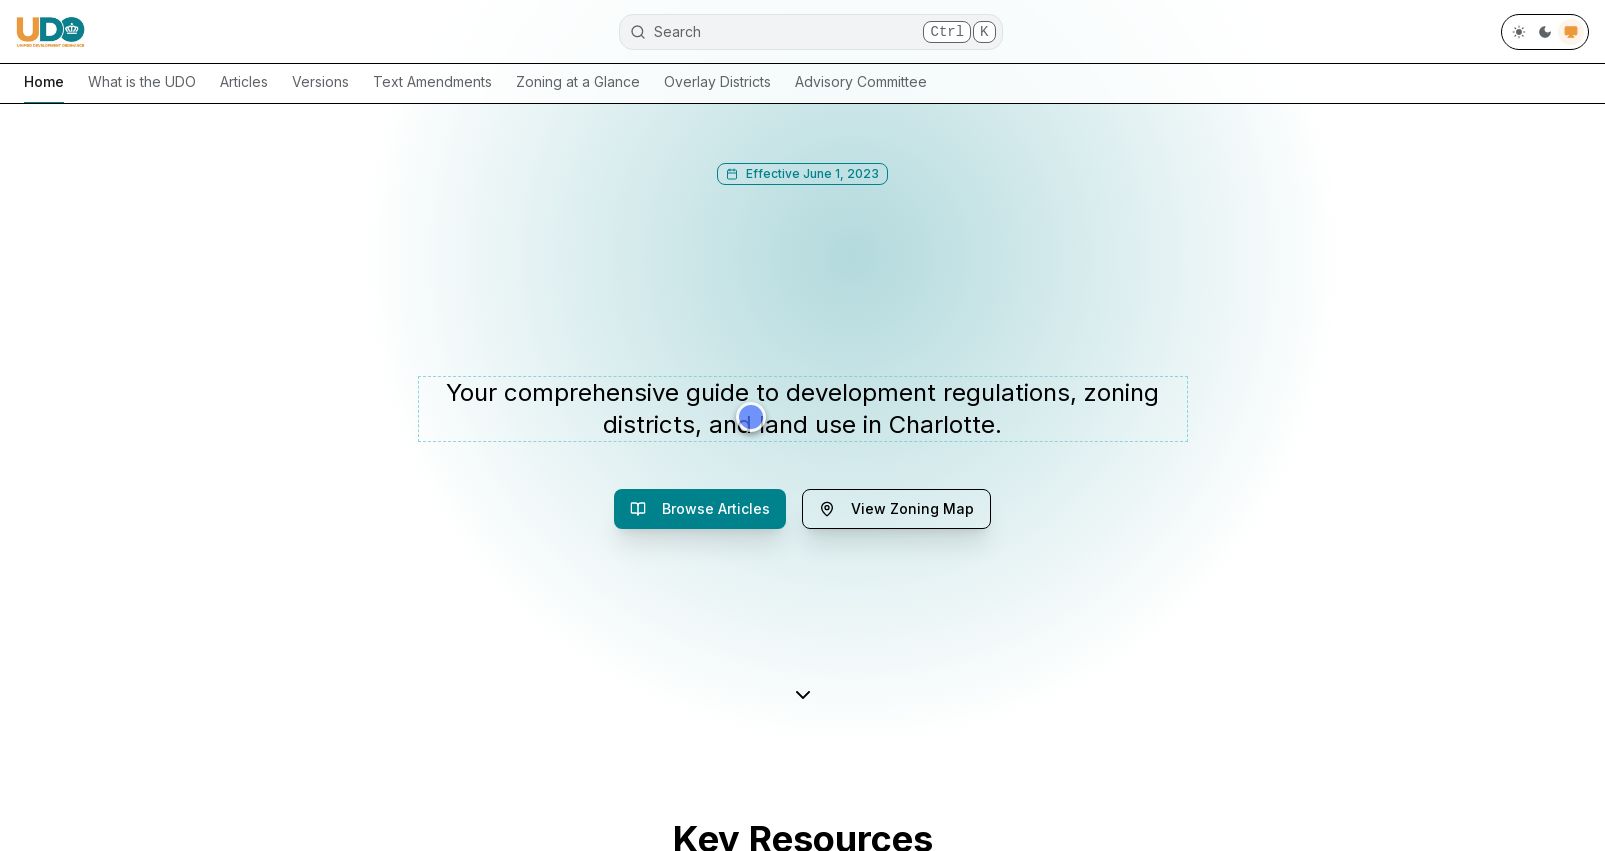 UDO
UNIFIED DEVELOPMENT ORDINANCE
Search
Ctrl K
Home
What is the UDO
Articles
Versions
Text Amendments
Zoning at a Glance
Overlay Districts
Advisory Committee
Effective June 1, 2023
Your comprehensive guide to development regulations, zoning
districts, and land use in Charlotte.
Browse Articles
View Zoning Map
Key Resources